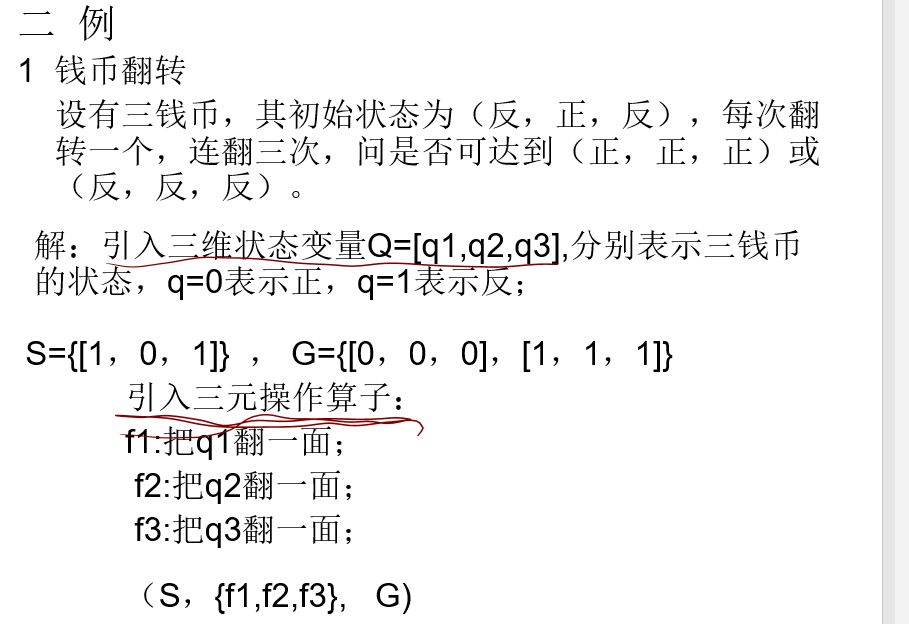 二 例
1 钱币翻转
设有三钱币，其初始状态为（反，正，反），每次翻
转一个，连翻三次，问是否可达到（正，正，正）或
（反，反，反）。
解：引入三维状态变量Q=[q1,q2,q3],分别表示三钱币
的状态，q=0表示正，q=1表示反；
S={[1，0，1]} ， G={[0，0，0]，[1，1，1]}
引入三元操作算子：
f1:把q1翻一面；
f2:把q2翻一面；
f3:把q3翻一面；
（S，{f1,f2,f3}, G)